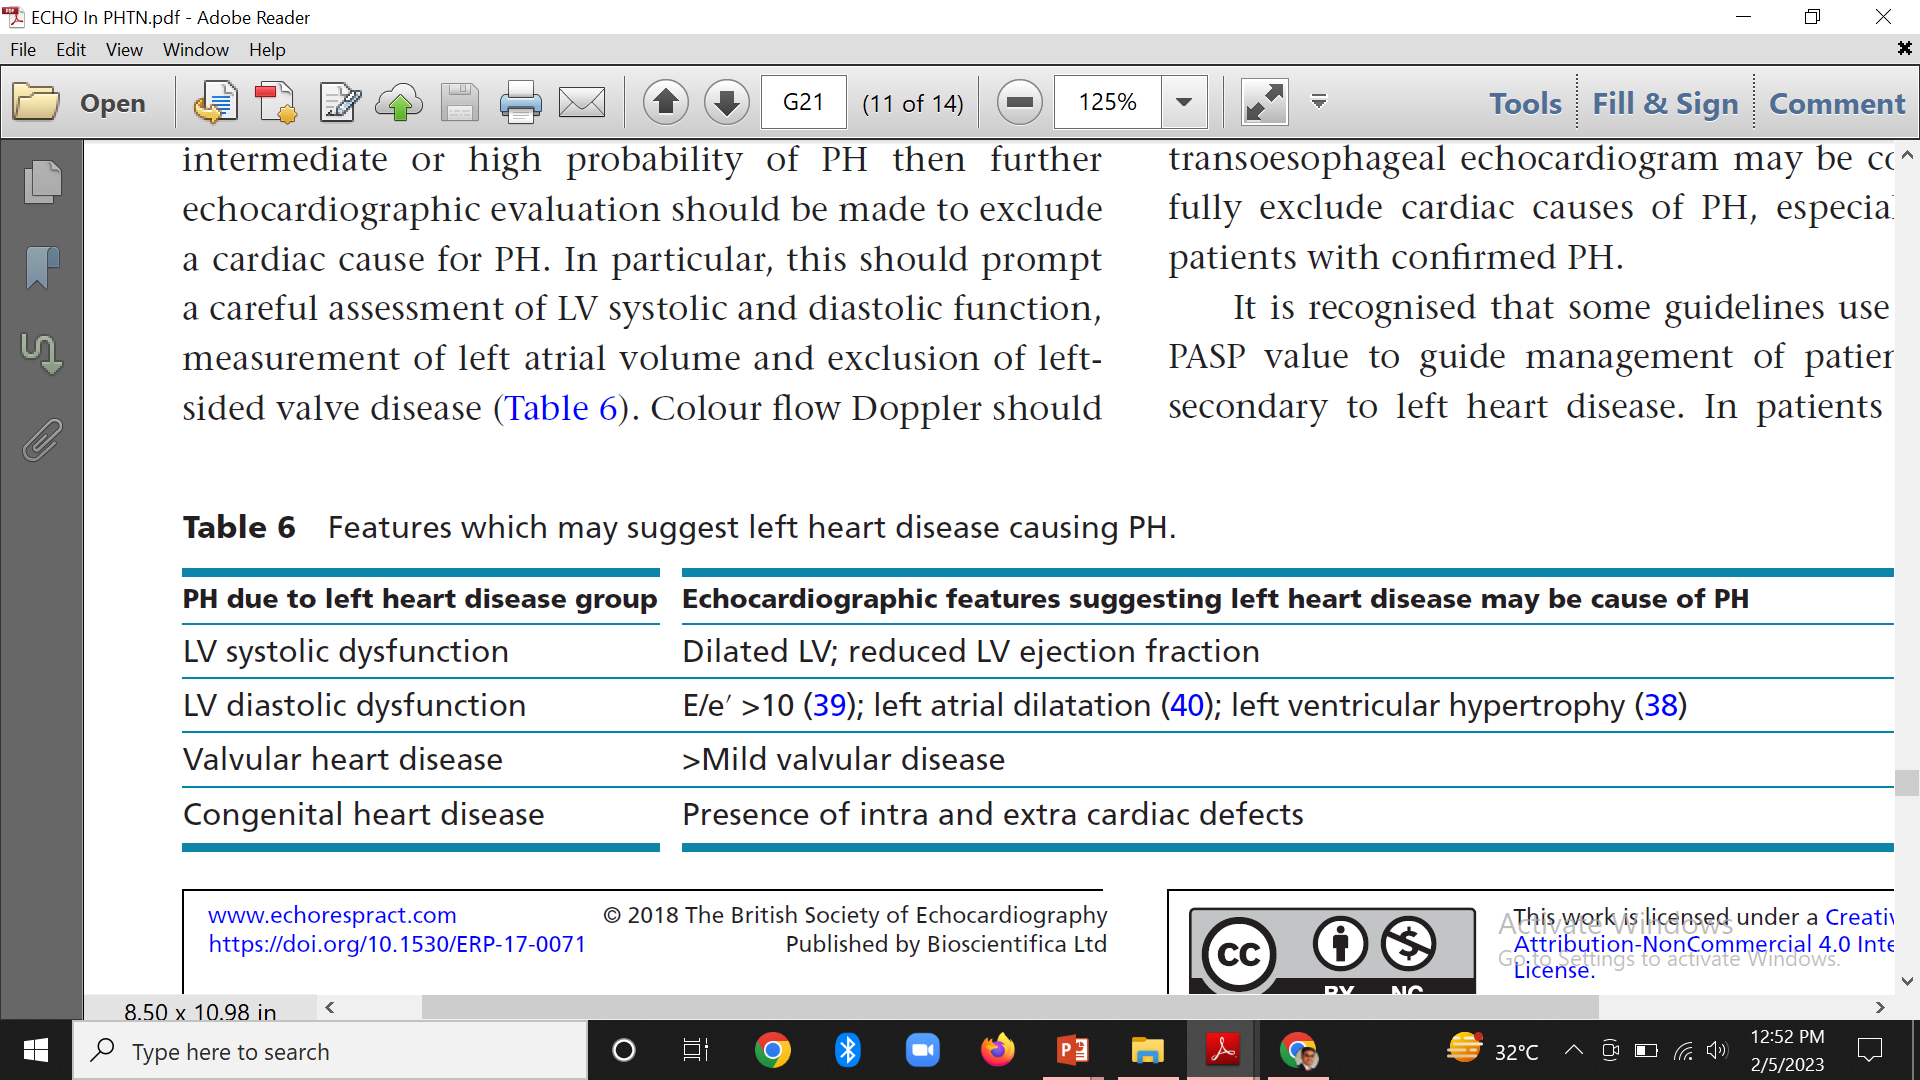 ECHO In PHTN.pdf - Adobe Reader
File Edit View Window Help
Open G21 (11 of 14) 125% Tools Fill & Sign Comment
intermediate or high probability of PH then further
echocardiographic evaluation should be made to exclude
a cardiac cause for PH. In particular, this should prompt
a careful assessment of LV systolic and diastolic function,
measurement of left atrial volume and exclusion of left-
sided valve disease (Table 6). Colour flow Doppler should
transoesophageal echocardiogram may be co
fully exclude cardiac causes of PH, especial
patients with confirmed PH.
It is recognised that some guidelines use
PASP value to guide management of patien
secondary to left heart disease. In patients
Table 6 Features which may suggest left heart disease causing PH.
PH due to left heart disease group Echocardiographic features suggesting left heart disease may be cause of PH
LV systolic dysfunction Dilated LV; reduced LV ejection fraction
LV diastolic dysfunction E/e′ >10 (39); left atrial dilatation (40); left ventricular hypertrophy (38)
Valvular heart disease >Mild valvular disease
Congenital heart disease Presence of intra and extra cardiac defects
www.echorespract.com
https://doi.org/10.1530/ERP-17-0071
© 2018 The British Society of Echocardiography
Published by Bioscientifica Ltd
CC
BY NC
This work is licensed under a Creativ
Attribution-NonCommercial 4.0 Inte
License.
Activate Windows
Go to Settings to activate Windows.
8.50 x 10.98 in
Type here to search
32°C
12:52 PM
2/5/2023